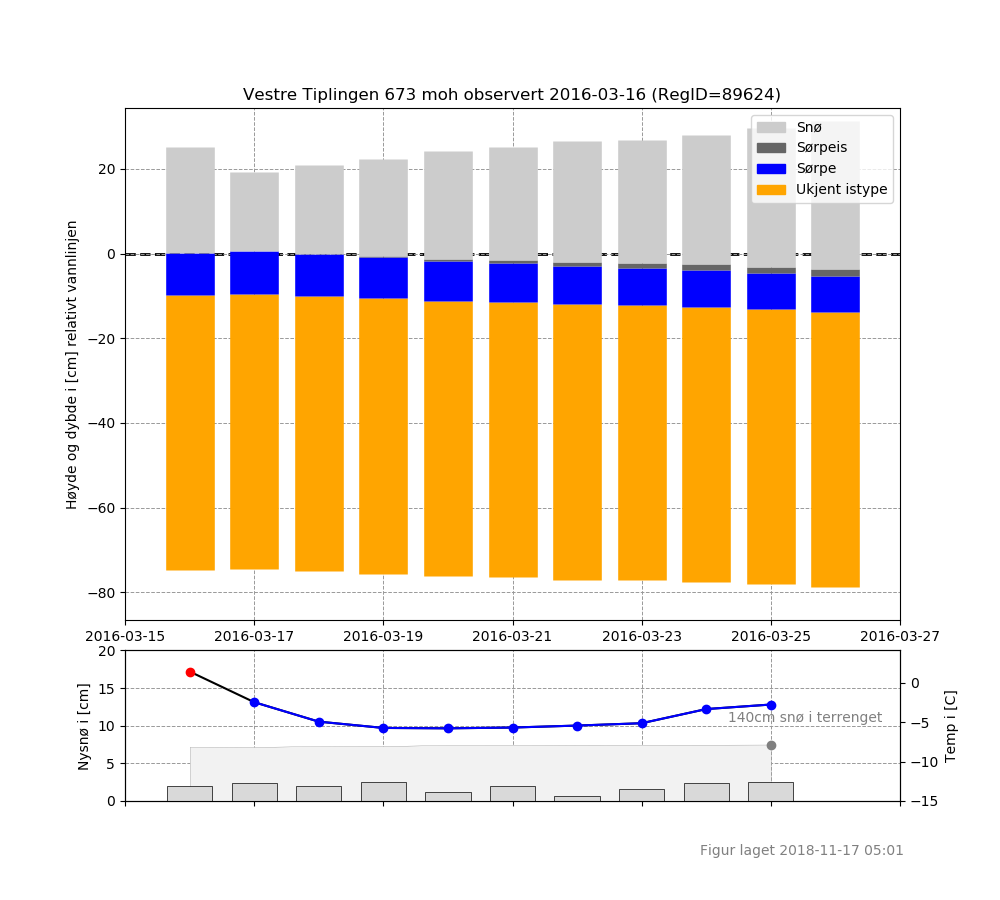 Vestre Tiplingen 673 moh observert 2016-03-16 (RegID=89624)
Høyde og dybde i [cm] relativt vannlinjen
20
0
−20
−40
−60
−80
Snø
Sørpeis
Sørpe
Ukjent istype
2016-03-15 2016-03-17 2016-03-19 2016-03-21 2016-03-23 2016-03-25 2016-03-27
Nysnø i [cm]
20
15
10
5
0
140cm snø i terrenget
0
−5
−10
−15
Temp i [C]
Figur laget 2018-11-17 05:01